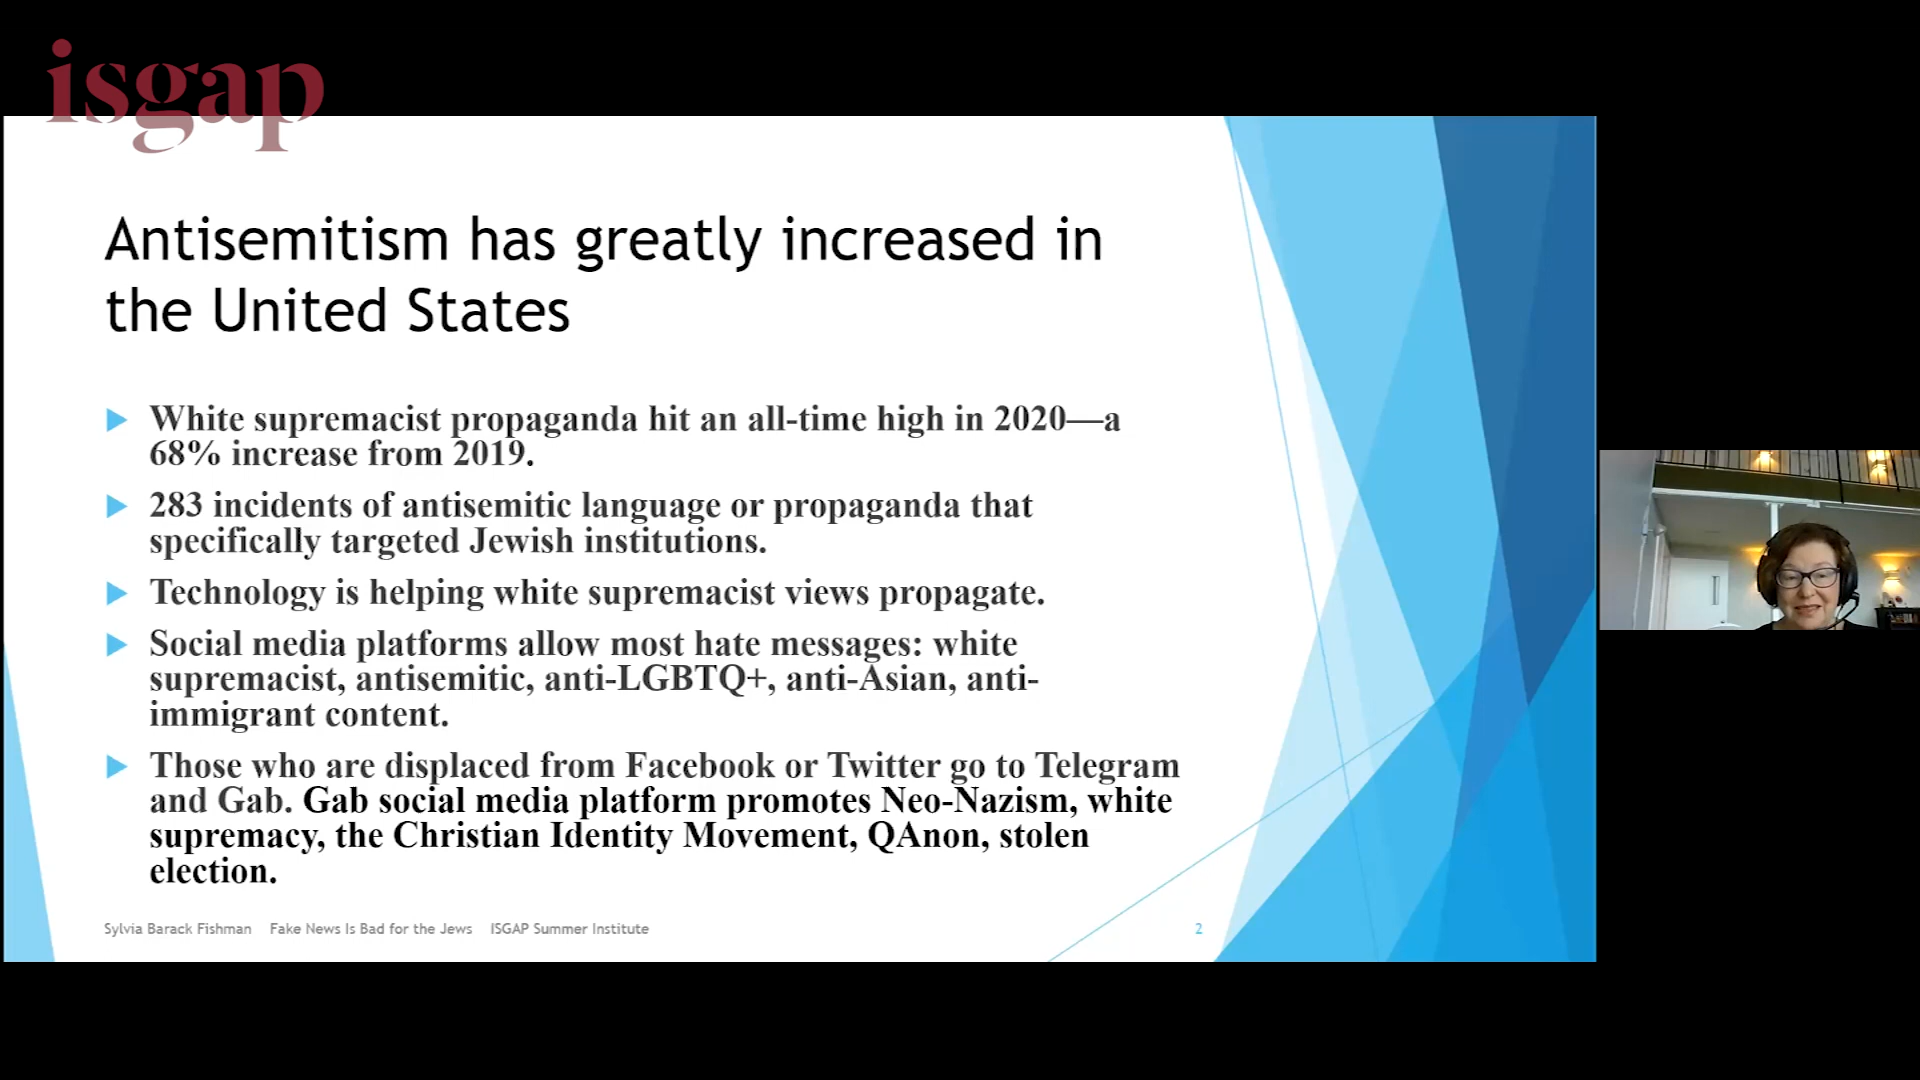 isgap
Antisemitism has greatly increased in
the United States
White supremacist propaganda hit an all-time high in 2020—a
68% increase from 2019.
283 incidents of antisemitic language or propaganda that
specifically targeted Jewish institutions.
Technology is helping white supremacist views propagate.
Social media platforms allow most hate messages: white
supremacist, antisemitic, anti-LGBTQ+, anti-Asian, anti-
immigrant content.
Those who are displaced from Facebook or Twitter go to Telegram
and Gab. Gab social media platform promotes Neo-Nazism, white
supremacy, the Christian Identity Movement, QAnon, stolen
election.
Sylvia Barack Fishman Fake News Is Bad for the Jews ISGAP Summer Institute 2